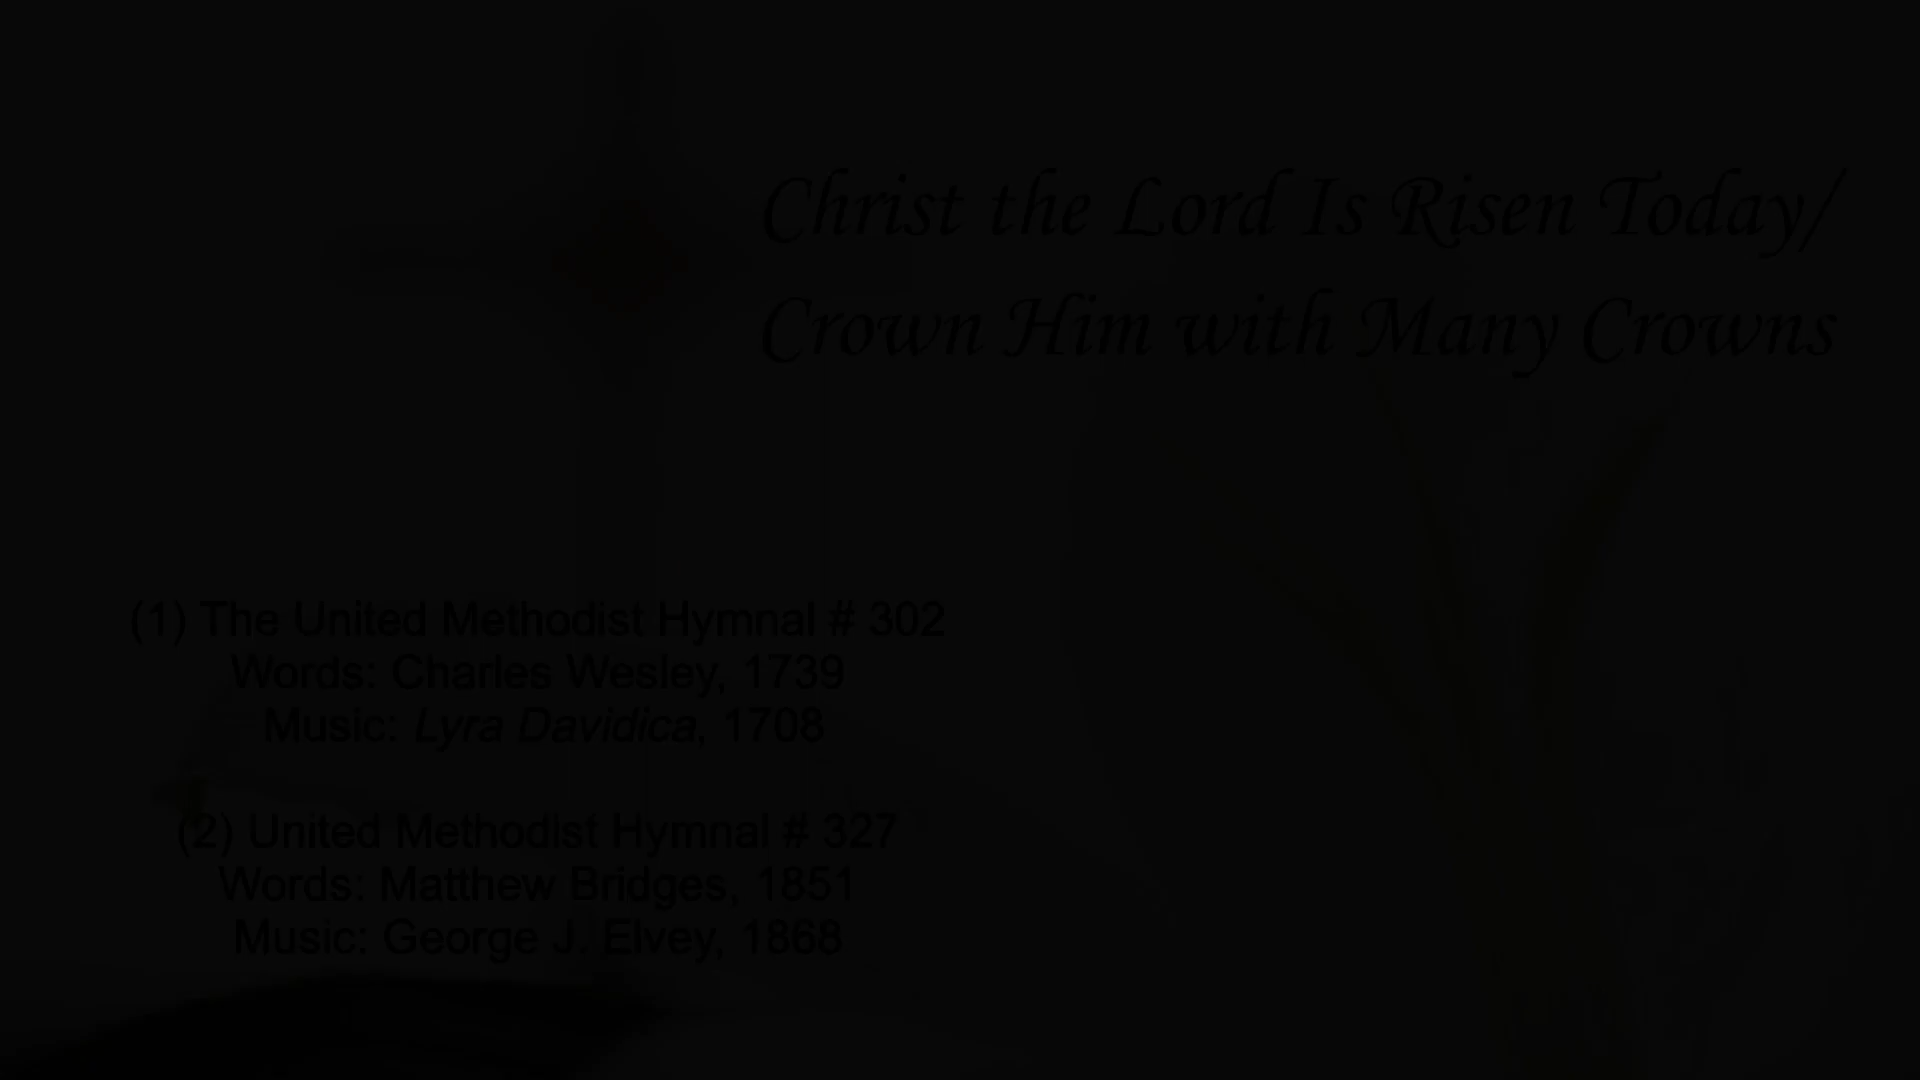 Christ the Lord Is Risen Today/
Crown Him with Many Crowns
(1) The United Methodist Hymnal # 302
Words: Charles Wesley, 1739
Music: Lyra Davidica, 1708
(2) United Methodist Hymnal # 327
Words: Matthew Bridges, 1851
Music: George J. Elvey, 1868